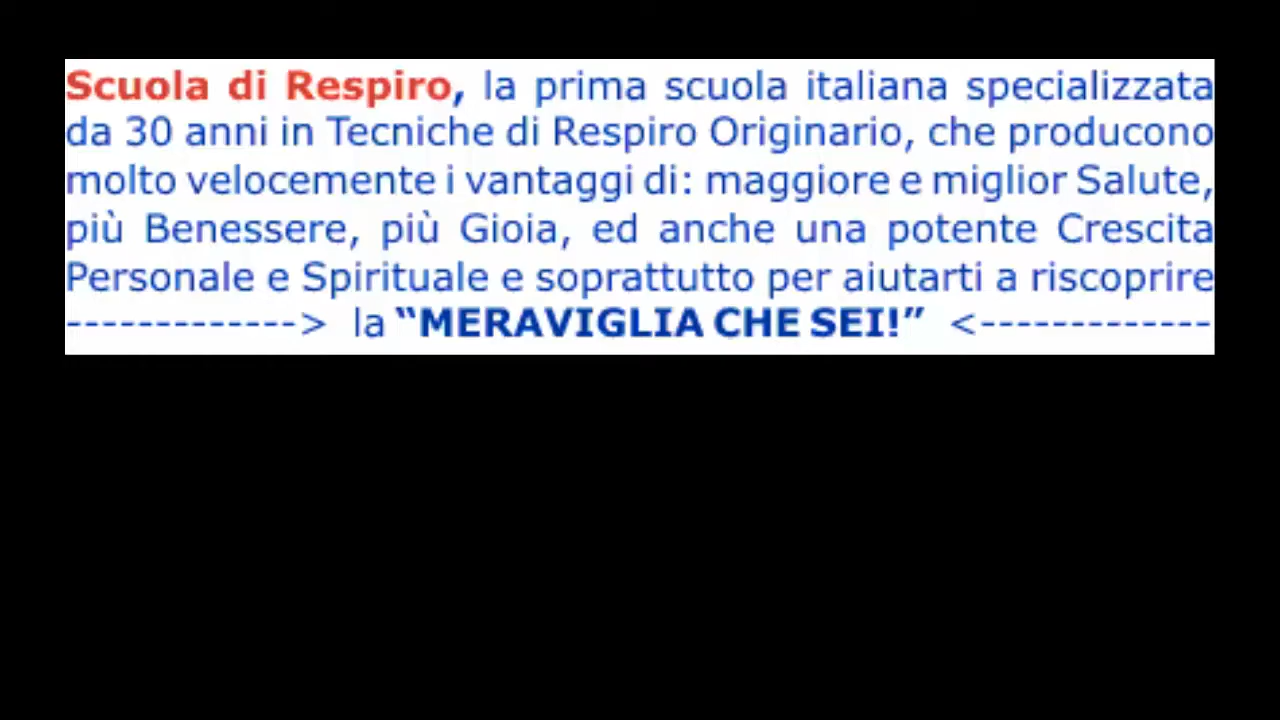 Scuola di Respiro, la prima scuola italiana specializzata
da 30 anni in Tecniche di Respiro Originario, che producono
molto velocemente i vantaggi di: maggiore e miglior Salute,
più Benessere, più Gioia, ed anche una potente Crescita
Personale e Spirituale e soprattutto per aiutarti a riscoprire
-------------> la “MERAVIGLIA CHE SEI!” <-------------